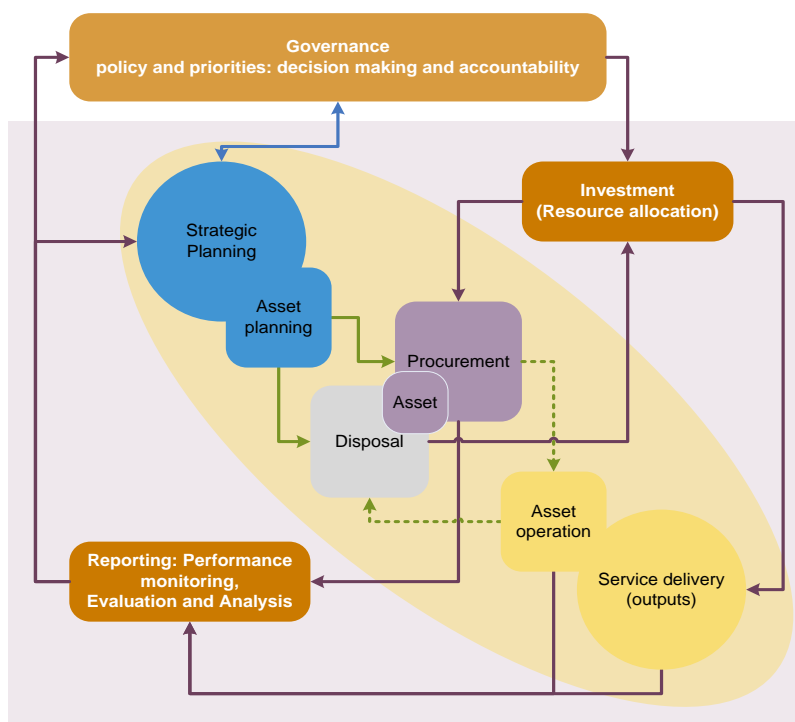 Governance
policy and priorities: decision making and accountability
Investment
(Resource allocation)
Strategic
Planning
Asset
planning
Procurement
Asset
Disposal
Asset
operation
Reporting: Performance
monitoring,
Evaluation and Analysis
Service delivery
(outputs)